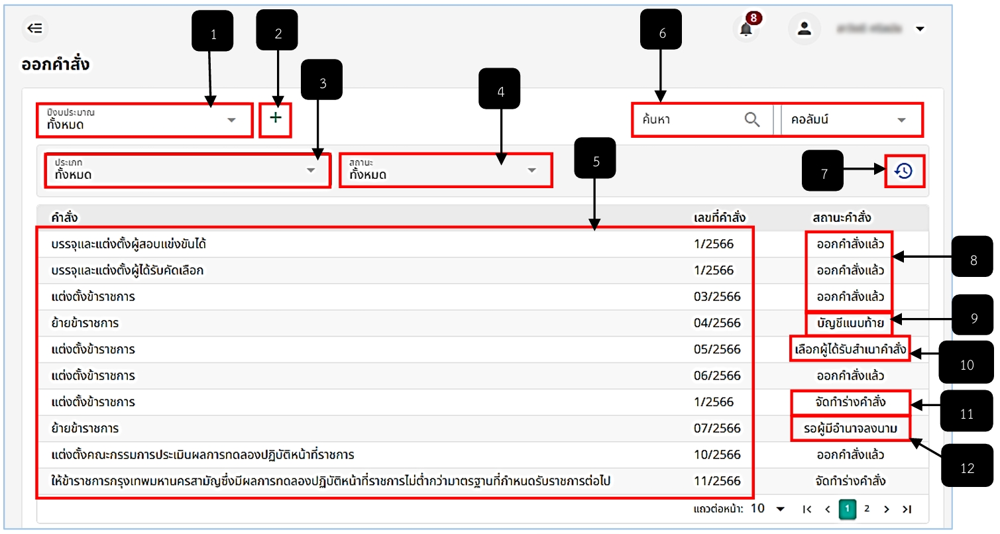 1
2
6
8
ออกคำสั่ง
3
4
ปีงบประมาณ
ทั้งหมด
+
ค้นหา
คอลัมน์
5
7
ประเภท
ทั้งหมด
สถานะ
ทั้งหมด
คำสั่ง เลขที่คำสั่ง สถานะคำสั่ง
บรรจุและแต่งตั้งผู้สอบแข่งขันได้ 1/2566 ออกคำสั่งแล้ว
8
บรรจุและแต่งตั้งผู้ได้รับคัดเลือก 1/2566 ออกคำสั่งแล้ว
แต่งตั้งข้าราชการ 03/2566 ออกคำสั่งแล้ว
ย้ายข้าราชการ 04/2566 บัญชีแนบท้าย
9
แต่งตั้งข้าราชการ 05/2566 เลือกผู้ได้รับสำเนาคำสั่ง
10
แต่งตั้งข้าราชการ 06/2566 ออกคำสั่งแล้ว
แต่งตั้งข้าราชการ 1/2566 จัดทำร่างคำสั่ง
11
ย้ายข้าราชการ 07/2566 รอผู้มีอำนาจลงนาม
แต่งตั้งคณะกรรมการประเมินผลการทดลองปฏิบัติหน้าที่ราชการ 10/2566 ออกคำสั่งแล้ว
12
ให้ข้าราชการกรุงเทพมหานครสามัญซึ่งมีผลการทดลองปฏิบัติหน้าที่ราชการไม่ต่ำกว่ามาตรฐานที่กำหนดรับราชการต่อไป 11/2566 จัดทำร่างคำสั่ง
แถวต่อหน้า: 10 1 2